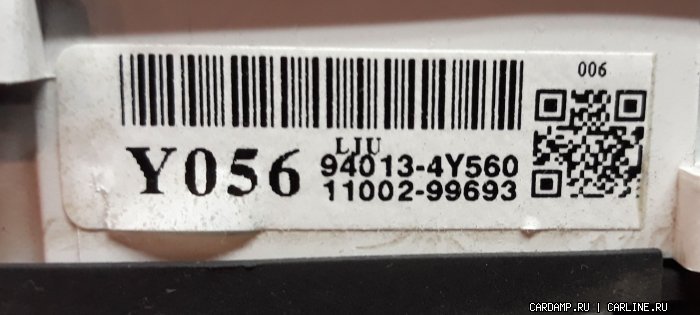 006
LJU
Y056 94013-4Y560
11002-99693
CARDAMP.RU | CARLINE.RU